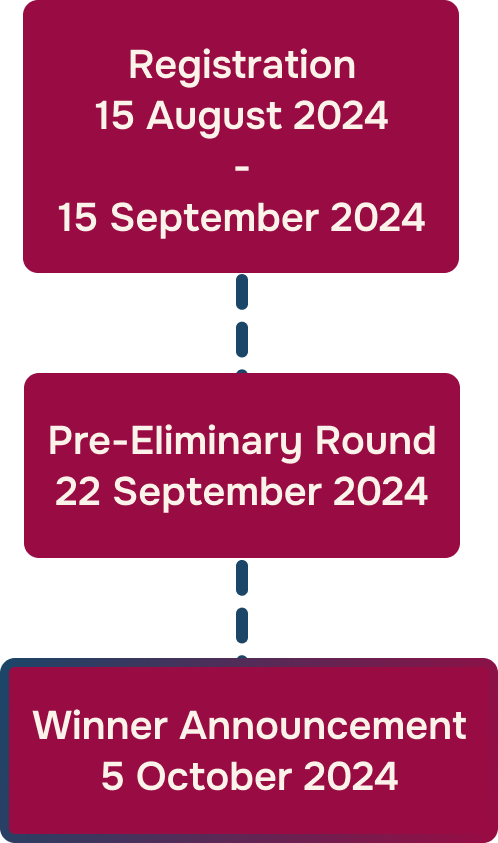 Registration
15 August 2024
-
15 September 2024
Pre-Eliminary Round
22 September 2024
Winner Announcement
5 October 2024